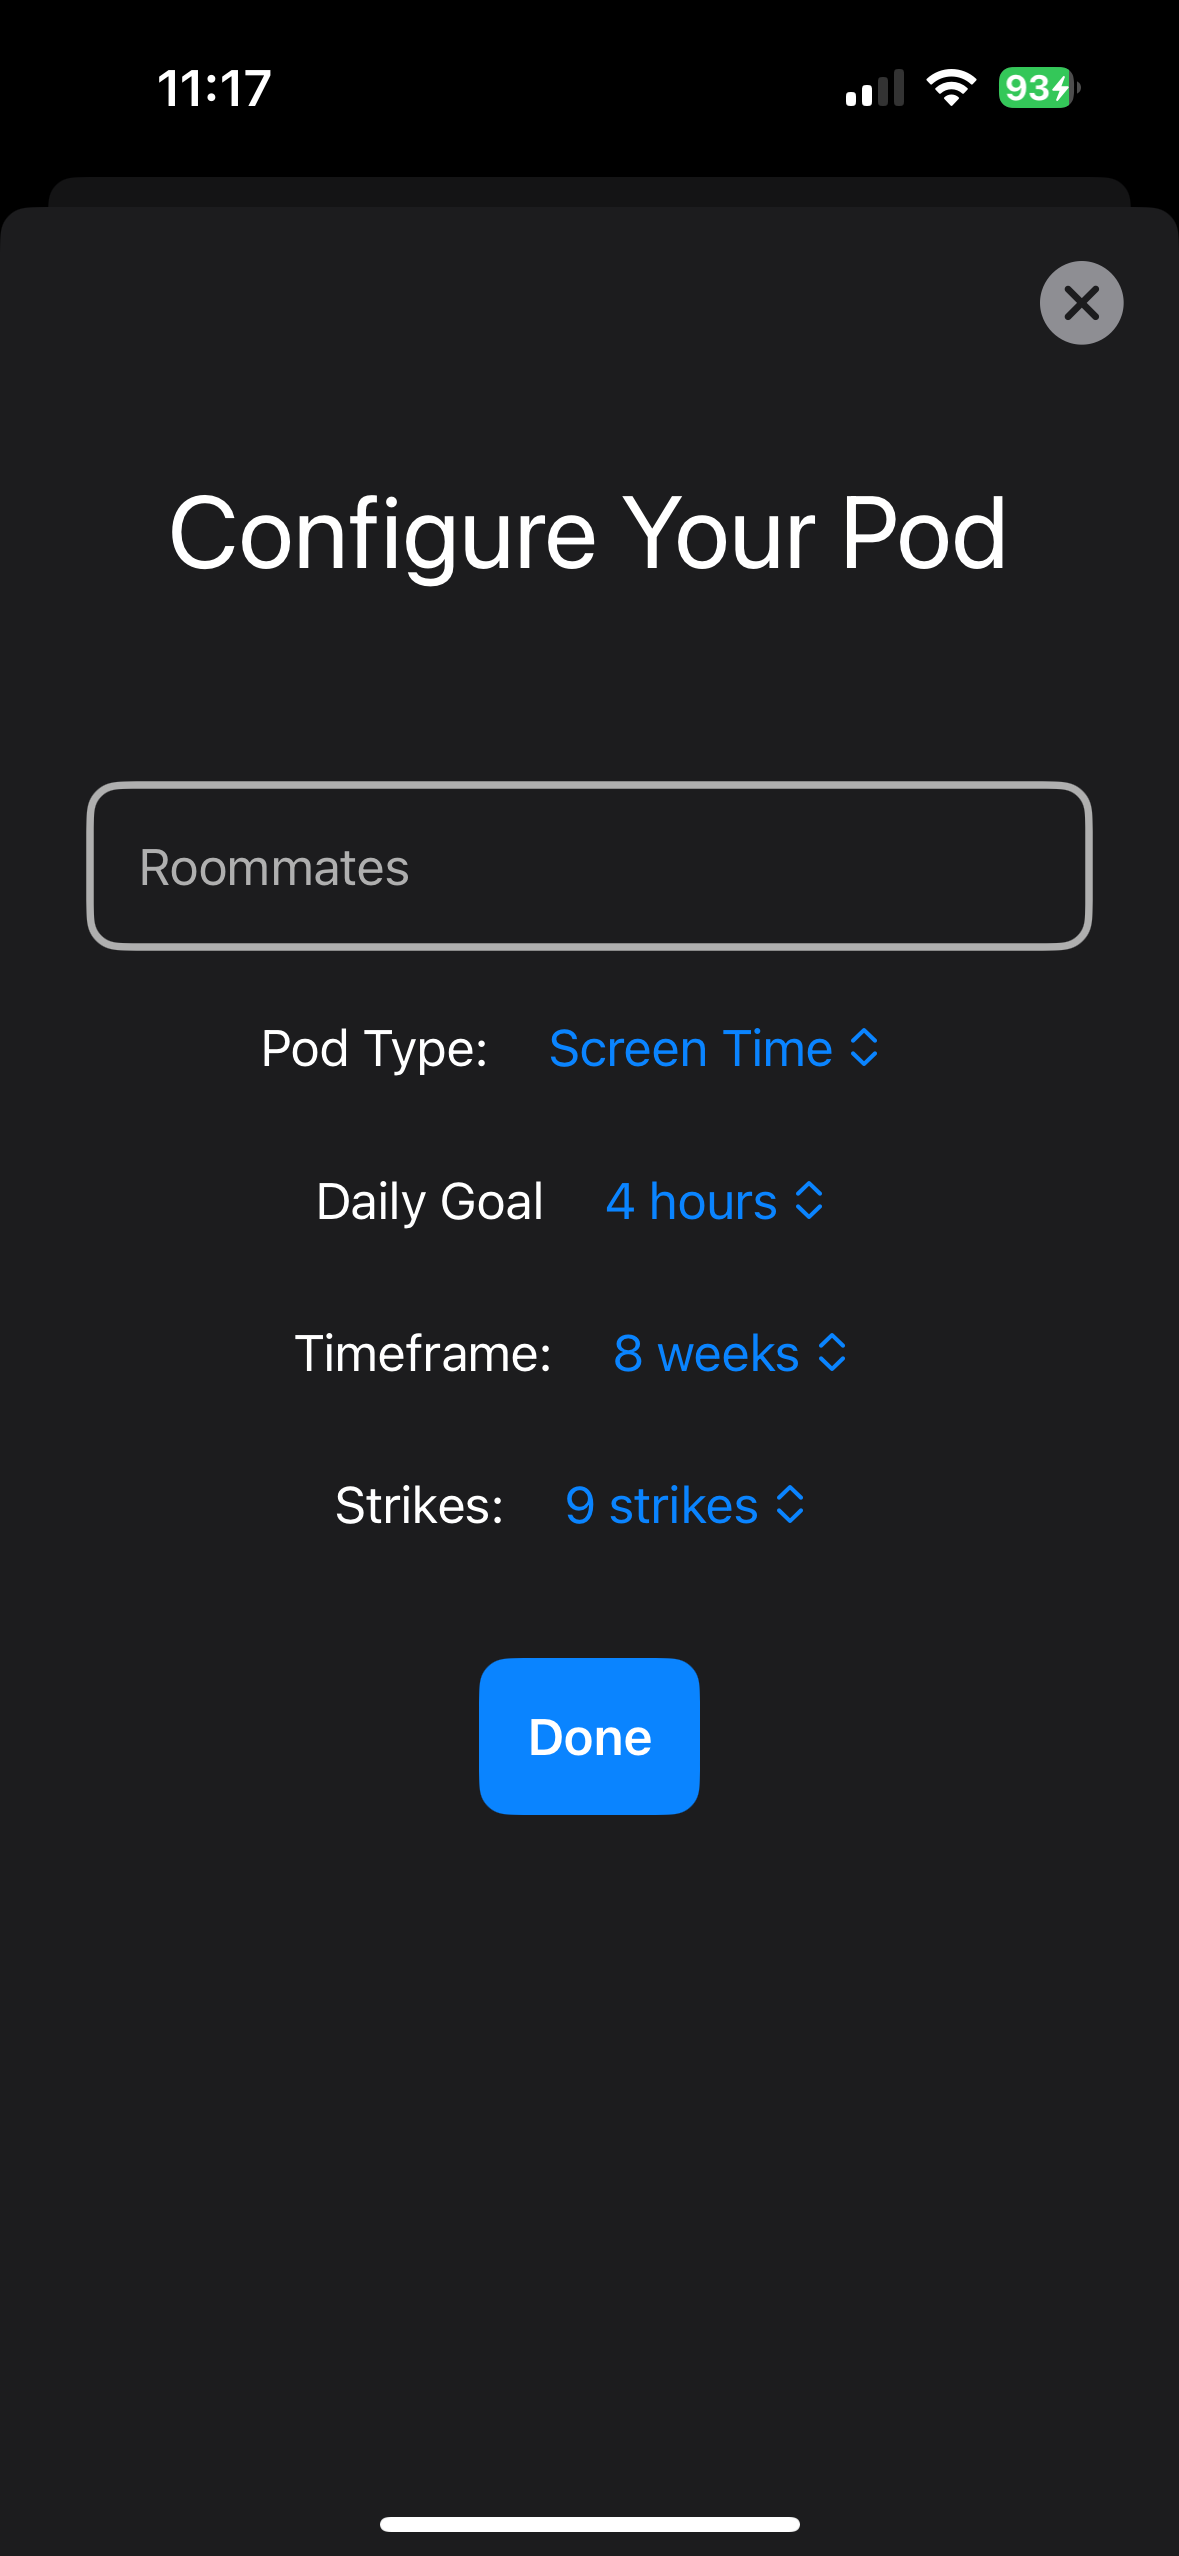 11:17
93
Configure Your Pod
Roommates
Pod Type: Screen Time
Daily Goal 4 hours
Timeframe: 8 weeks
Strikes: 9 strikes
Done